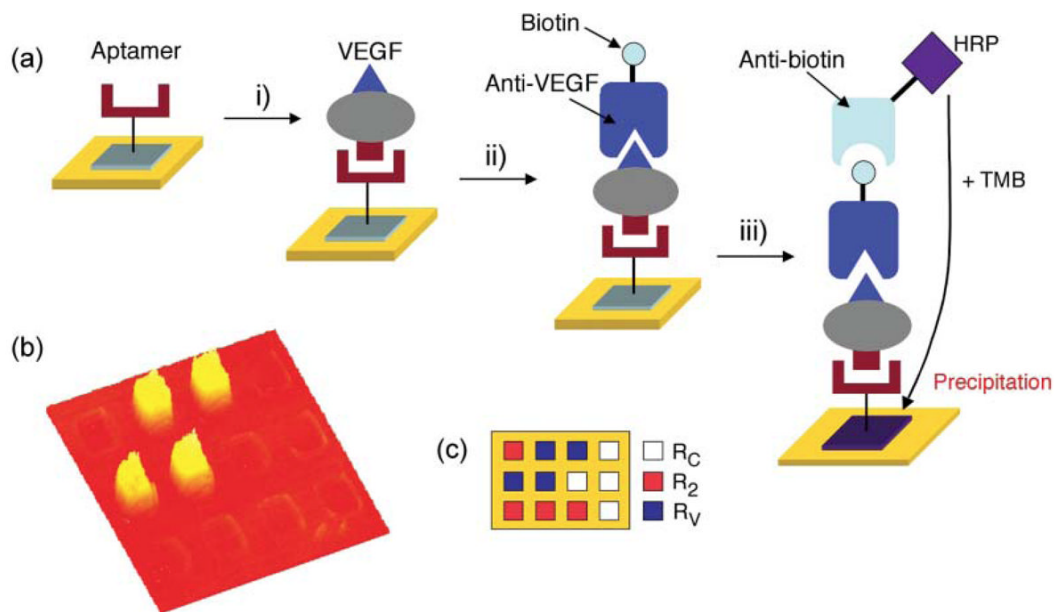 (a)
Aptamer
i)
VEGF
ii)
Biotin
Anti-VEGF
iii)
Anti-biotin
HRP
+ TMB
Precipitation
(b)
(c)
R_C
R_2
R_V